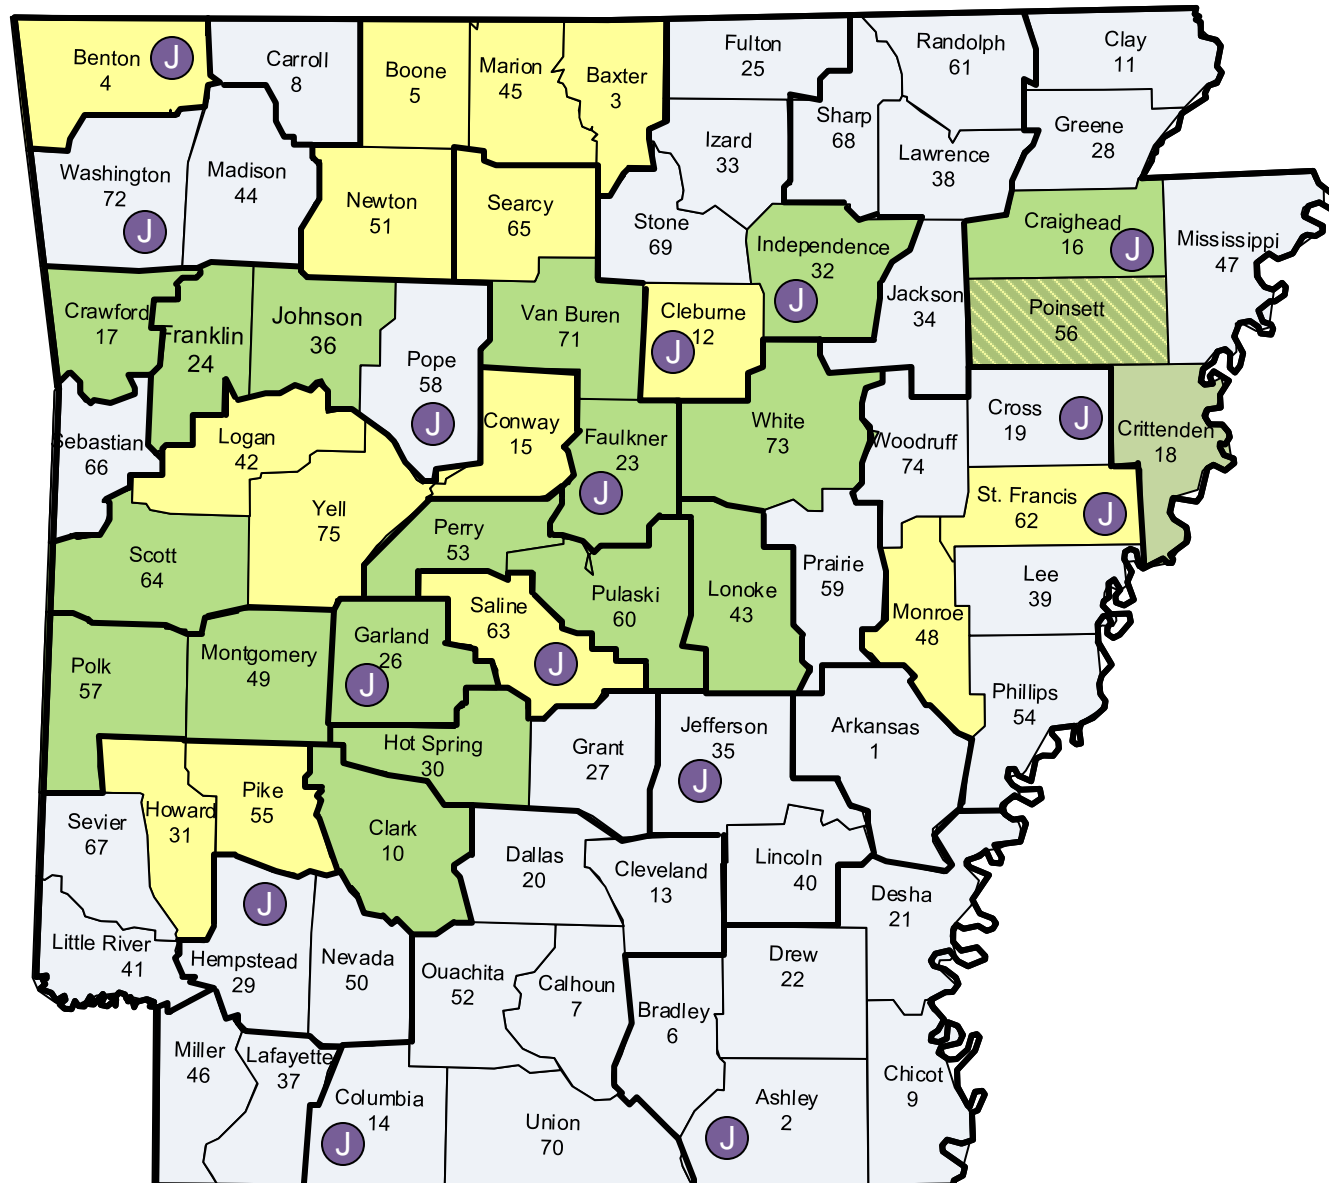 Benton
4
J
Carroll
8
Boone
5
Marion
45
Baxter
3
Fulton
25
Randolph
61
Clay
11
Washington
72
J
Madison
44
Newton
51
Searcy
65
Stone
69
Izard
33
Sharp
68
Lawrence
38
Greene
28
Independence
32
J
Jackson
34
Craighead
16
J
Mississippi
47
Poinsett
56
Crawford
17
Franklin
24
Johnson
36
Pope
58
J
Van Buren
71
Cleburne
12
J
White
73
Woodruff
74
Cross
19
J
Crittenden
18
Sebastian
66
Logan
42
Conway
15
Faulkner
23
J
St. Francis
62
J
Yell
75
Scott
64
Perry
53
Pulaski
60
Lonoke
43
Prairie
59
Monroe
48
Lee
39
Phillips
54
Saline
63
J
Garland
26
J
Polk
57
Montgomery
49
Hot Spring
30
Grant
27
Jefferson
35
J
Arkansas
1
Sevier
67
Howard
31
Pike
55
Clark
10
Dallas
20
Cleveland
13
Lincoln
40
Desha
21
Little River
41
J
Hempstead
29
Nevada
50
Ouachita
52
Calhoun
7
Bradley
6
Drew
22
Miller
46
Lafayette
37
Columbia
14
J
Union
70
Ashley
2
J
Chicot
9